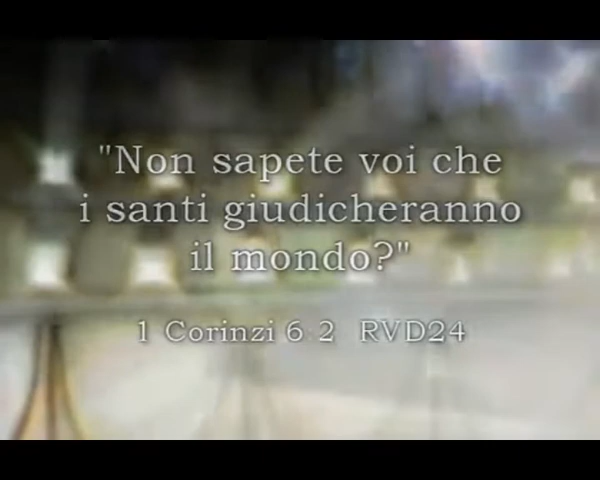 "Non sapete voi che
i santi giudicheranno
il mondo?"
1 Corinzi 6:2 RVD24